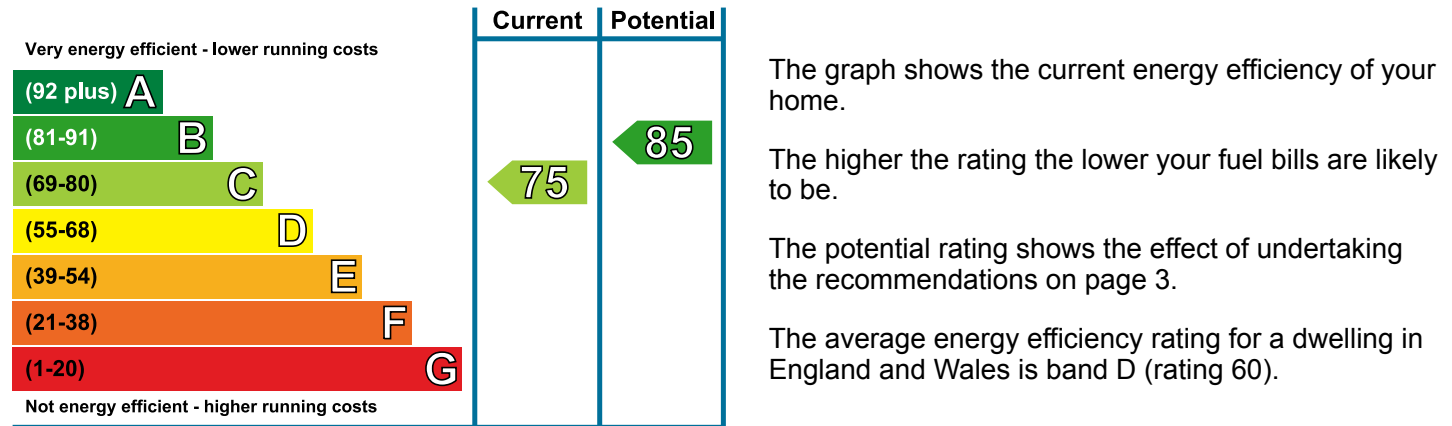 Current Potential
Very energy efficient - lower running costs
(92 plus) A
(81-91) B
85
(69-80) C
75
(55-68) D
(39-54) E
(21-38) F
(1-20) G
Not energy efficient - higher running costs
The graph shows the current energy efficiency of your
home.
The higher the rating the lower your fuel bills are likely
to be.
The potential rating shows the effect of undertaking
the recommendations on page 3.
The average energy efficiency rating for a dwelling in
England and Wales is band D (rating 60).